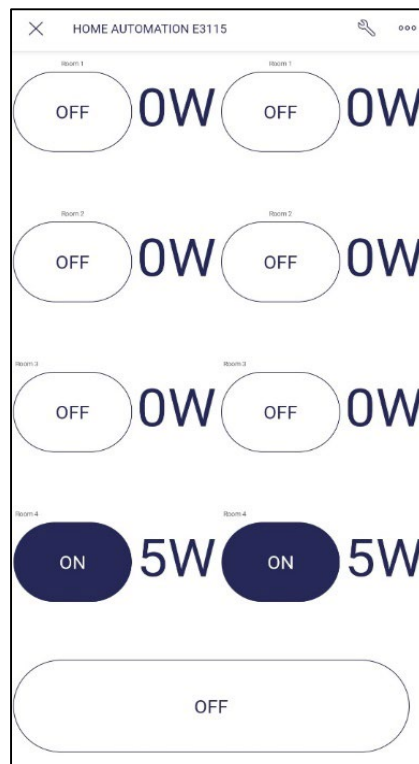 HOME AUTOMATION E3115
Room 1 Room 1
OFF 0W OFF 0W
Room 2 Room 2
OFF 0W OFF 0W
Room 3 Room 3
OFF 0W OFF 0W
Room 4 Room 4
ON 5W ON 5W
OFF